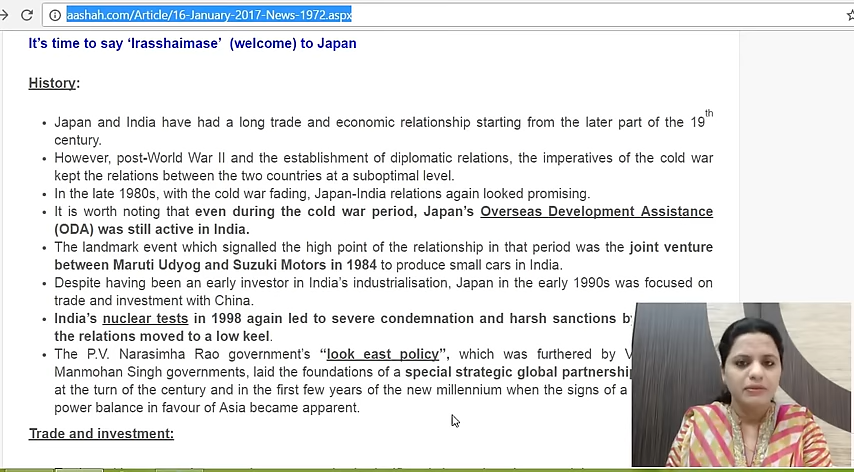 aashah.com/Article/16-January-2017-News-1972.aspx
It's time to say 'Irasshaimase' (welcome) to Japan
History:
• Japan and India have had a long trade and economic relationship starting from the later part of the 19th
century.
• However, post-World War II and the establishment of diplomatic relations, the imperatives of the cold war
kept the relations between the two countries at a suboptimal level.
• In the late 1980s, with the cold war fading, Japan-India relations again looked promising.
• It is worth noting that even during the cold war period, Japan's Overseas Development Assistance
(ODA) was still active in India.
• The landmark event which signalled the high point of the relationship in that period was the joint venture
between Maruti Udyog and Suzuki Motors in 1984 to produce small cars in India.
• Despite having been an early investor in India's industrialisation, Japan in the early 1990s was focused on
trade and investment with China.
• India's nuclear tests in 1998 again led to severe condemnation and harsh sanctions
the relations moved to a low keel.
• The P.V. Narasimha Rao government's "look east policy", which was furthered by
Manmohan Singh governments, laid the foundations of a special strategic global
at the turn of the century and in the first few years of the new millennium when the signs of a
power balance in favour of Asia became apparent.
Trade and investment: